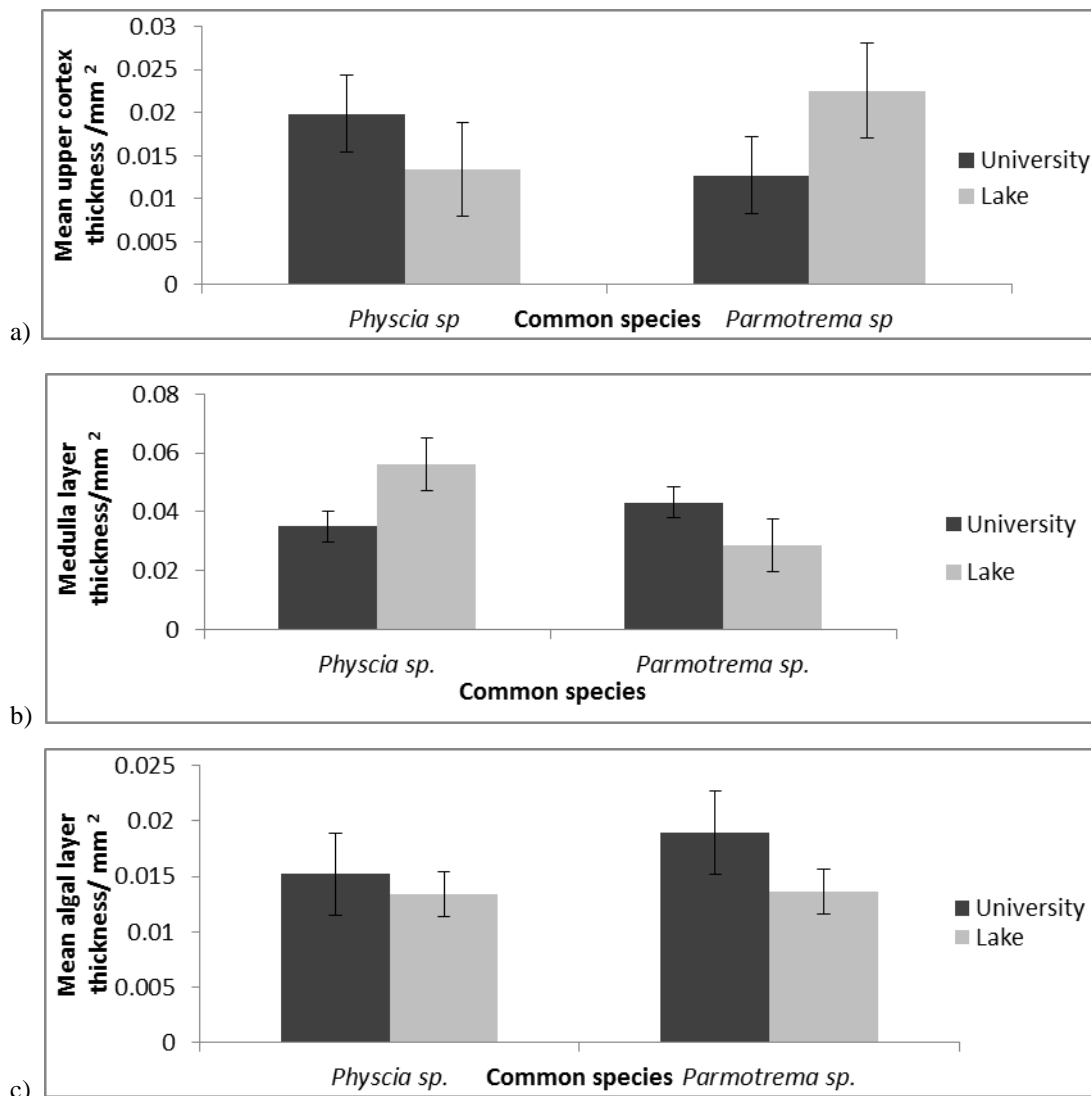 Mean upper cortex
thickness /mm ²
0.03
0.025
0.02
0.015
0.01
0.005
0
University
Lake
Physcia sp Common species Parmotrema sp
a)
Medulla layer
thickness/mm ²
0.08
0.06
0.04
0.02
0
University
Lake
Physcia sp. Parmotrema sp.
Common species
b)
Mean algal layer
thickness/ mm ²
0.025
0.02
0.015
0.01
0.005
0
University
Lake
Physcia sp. Common species Parmotrema sp.
c)